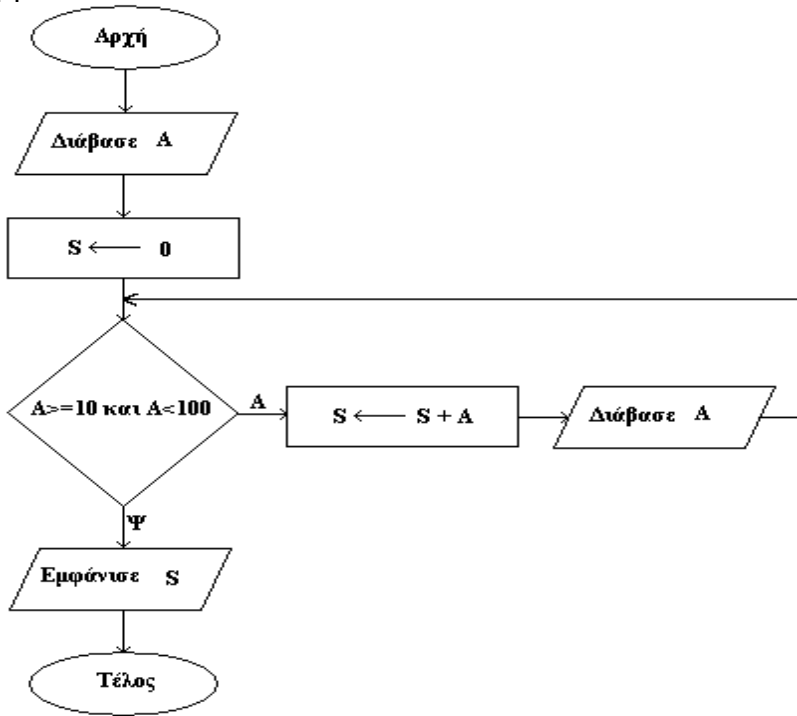 Αρχή
Διάβασε Α
S ← 0
Α>=10 και Α<100
Α
S ← S + Α
Διάβασε Α
Ψ
Εμφάνισε S
Τέλος